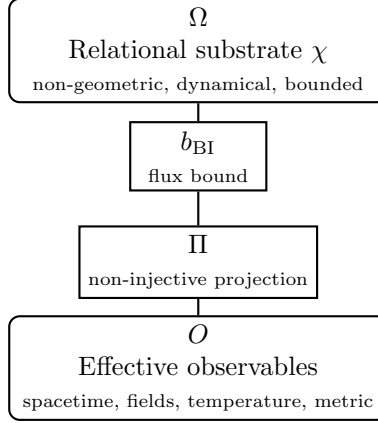 Ω
Relational substrate χ
non-geometric, dynamical, bounded
b_BI
flux bound
Π
non-injective projection
O
Effective observables
spacetime, fields, temperature, metric